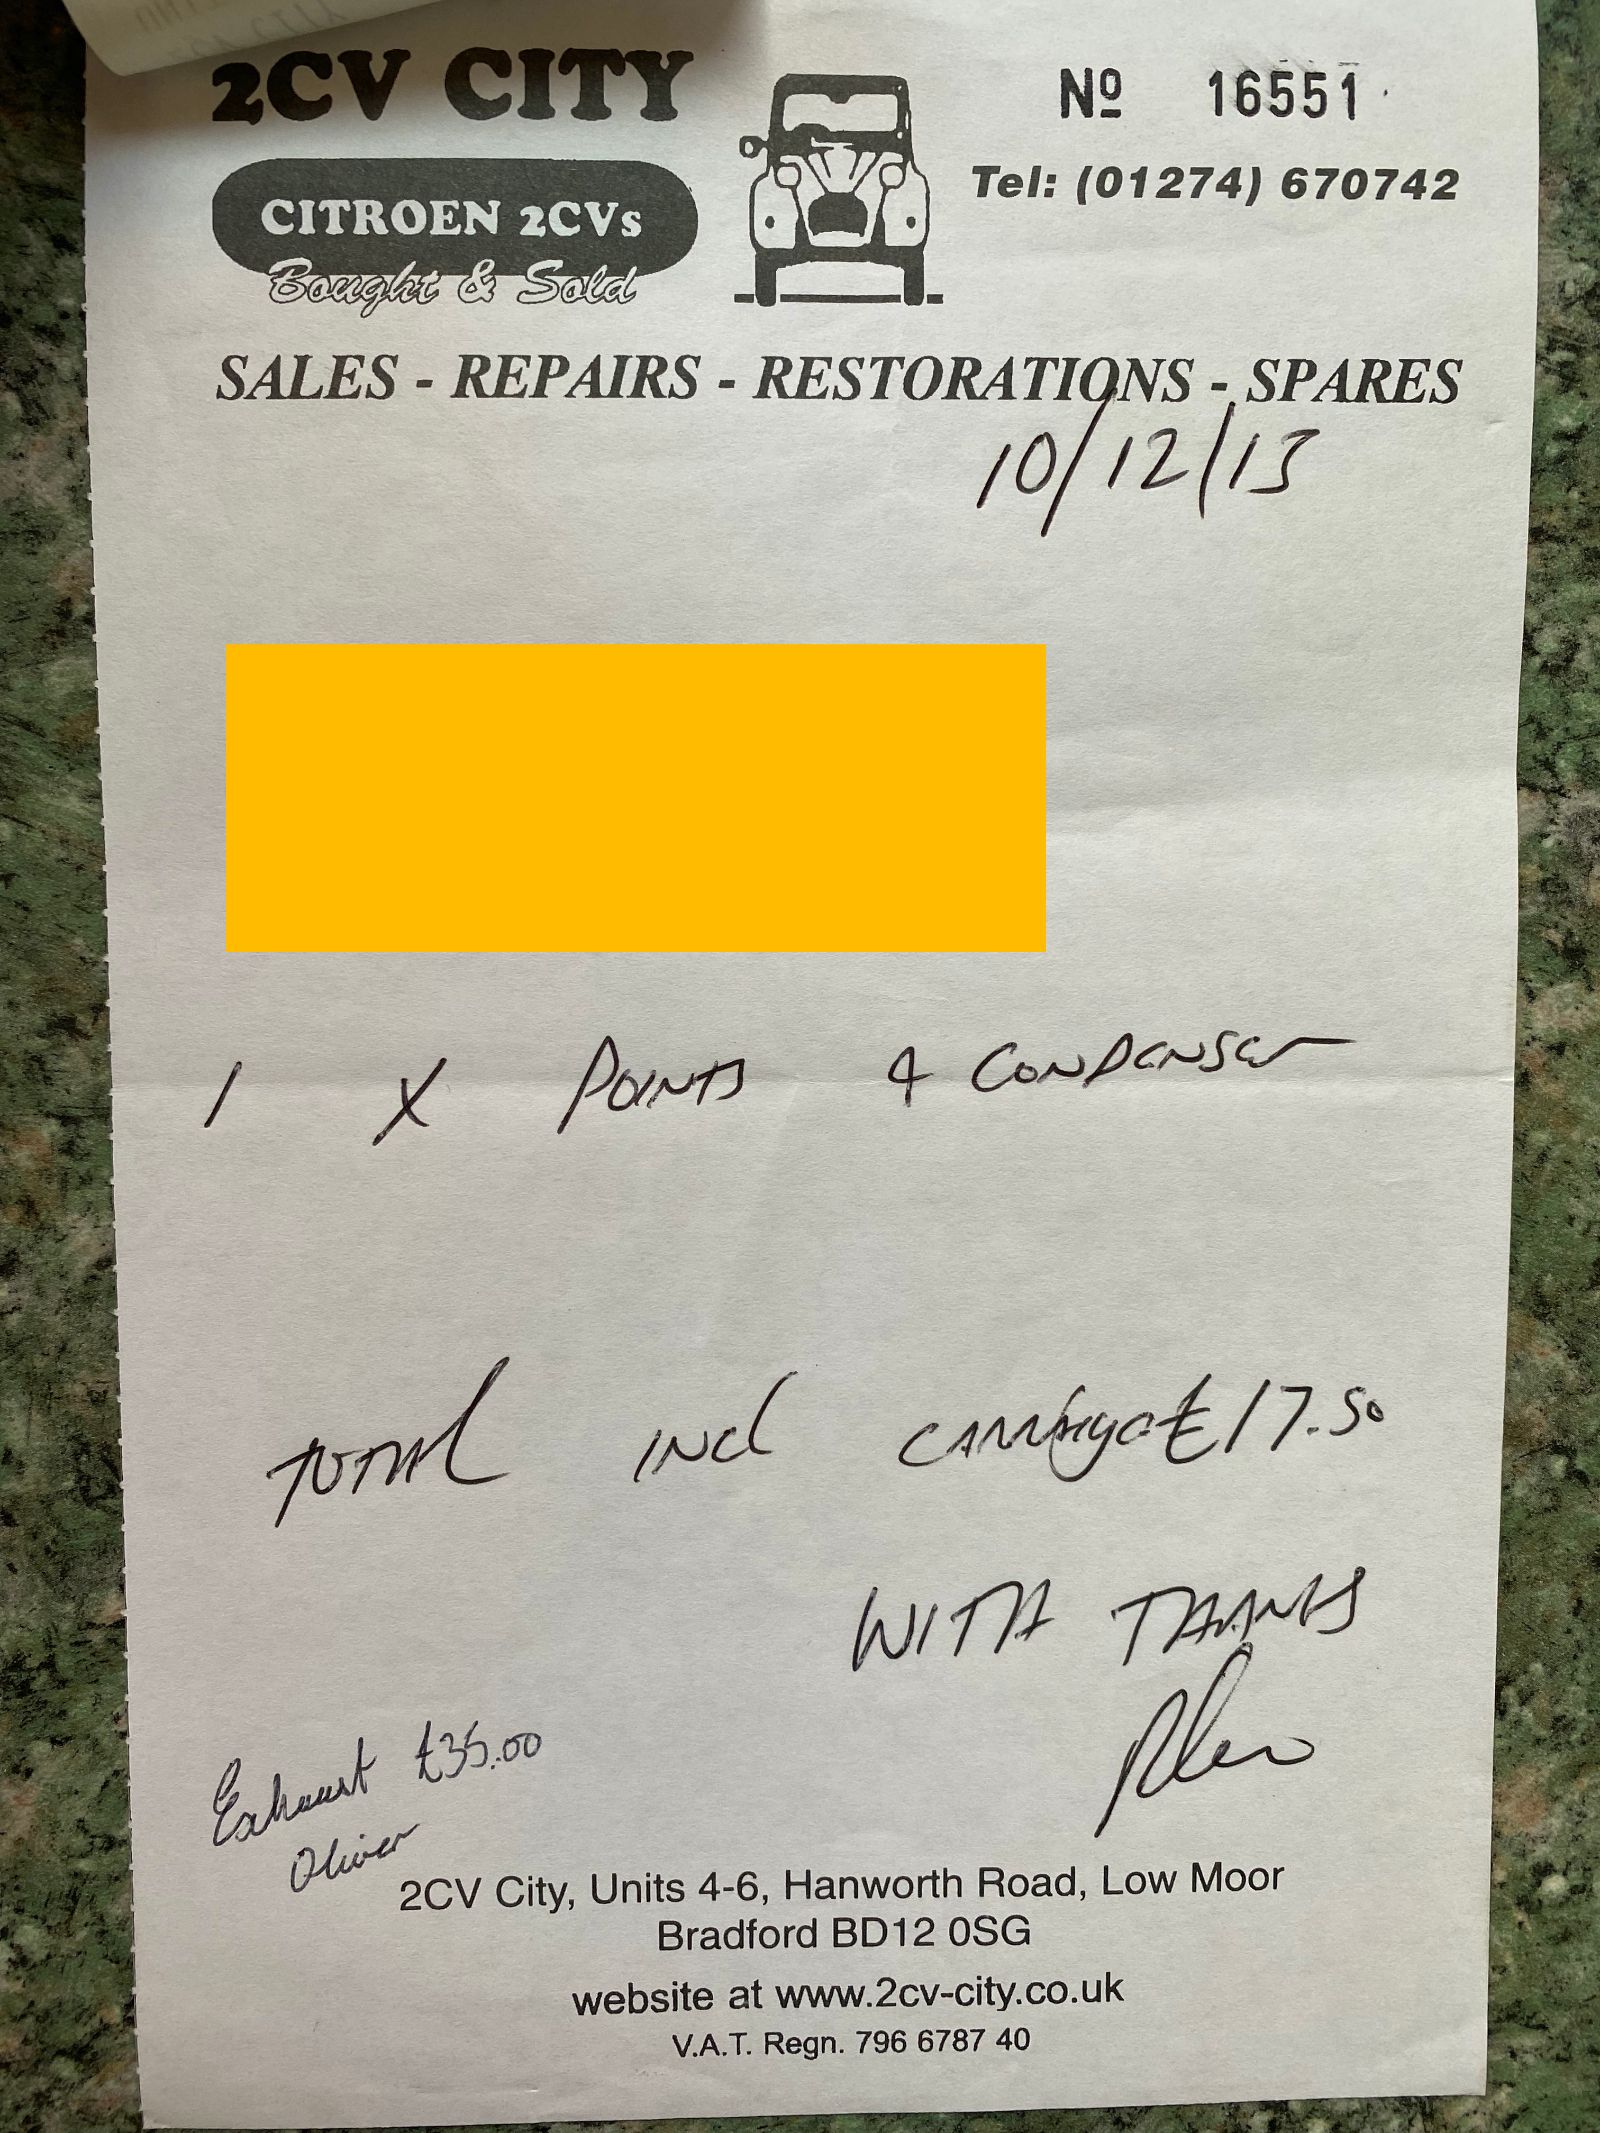 2CV CITY
Nº 16551
CITROEN 2CVs
Tel: (01274) 670742
Bought & Sold
SALES - REPAIRS - RESTORATIONS - SPARES
10/12/13
1 X POINTS & CONDENSER
TOTAL INCL CARRIAGE £17.50
WITH THANKS
Exhaust £35.00
Oliver
2CV City, Units 4-6, Hanworth Road, Low Moor
Bradford BD12 0SG
website at www.2cv-city.co.uk
V.A.T. Regn. 796 6787 40